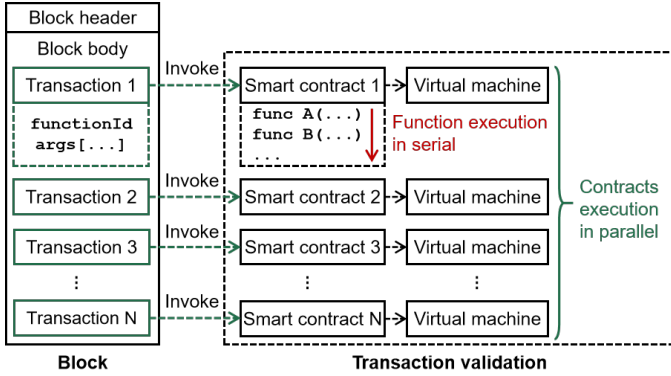 Block header
Block body
Transaction 1
functionId
args[...]
Transaction 2
Transaction 3
⋮
Transaction N
Block
Invoke
Invoke
Invoke
Invoke
Smart contract 1
func A(...)
func B(...)
...
Function execution
in serial
Smart contract 2
Smart contract 3
⋮
Smart contract N
Virtual machine
Virtual machine
Virtual machine
⋮
Virtual machine
Contracts
execution
in parallel
Transaction validation